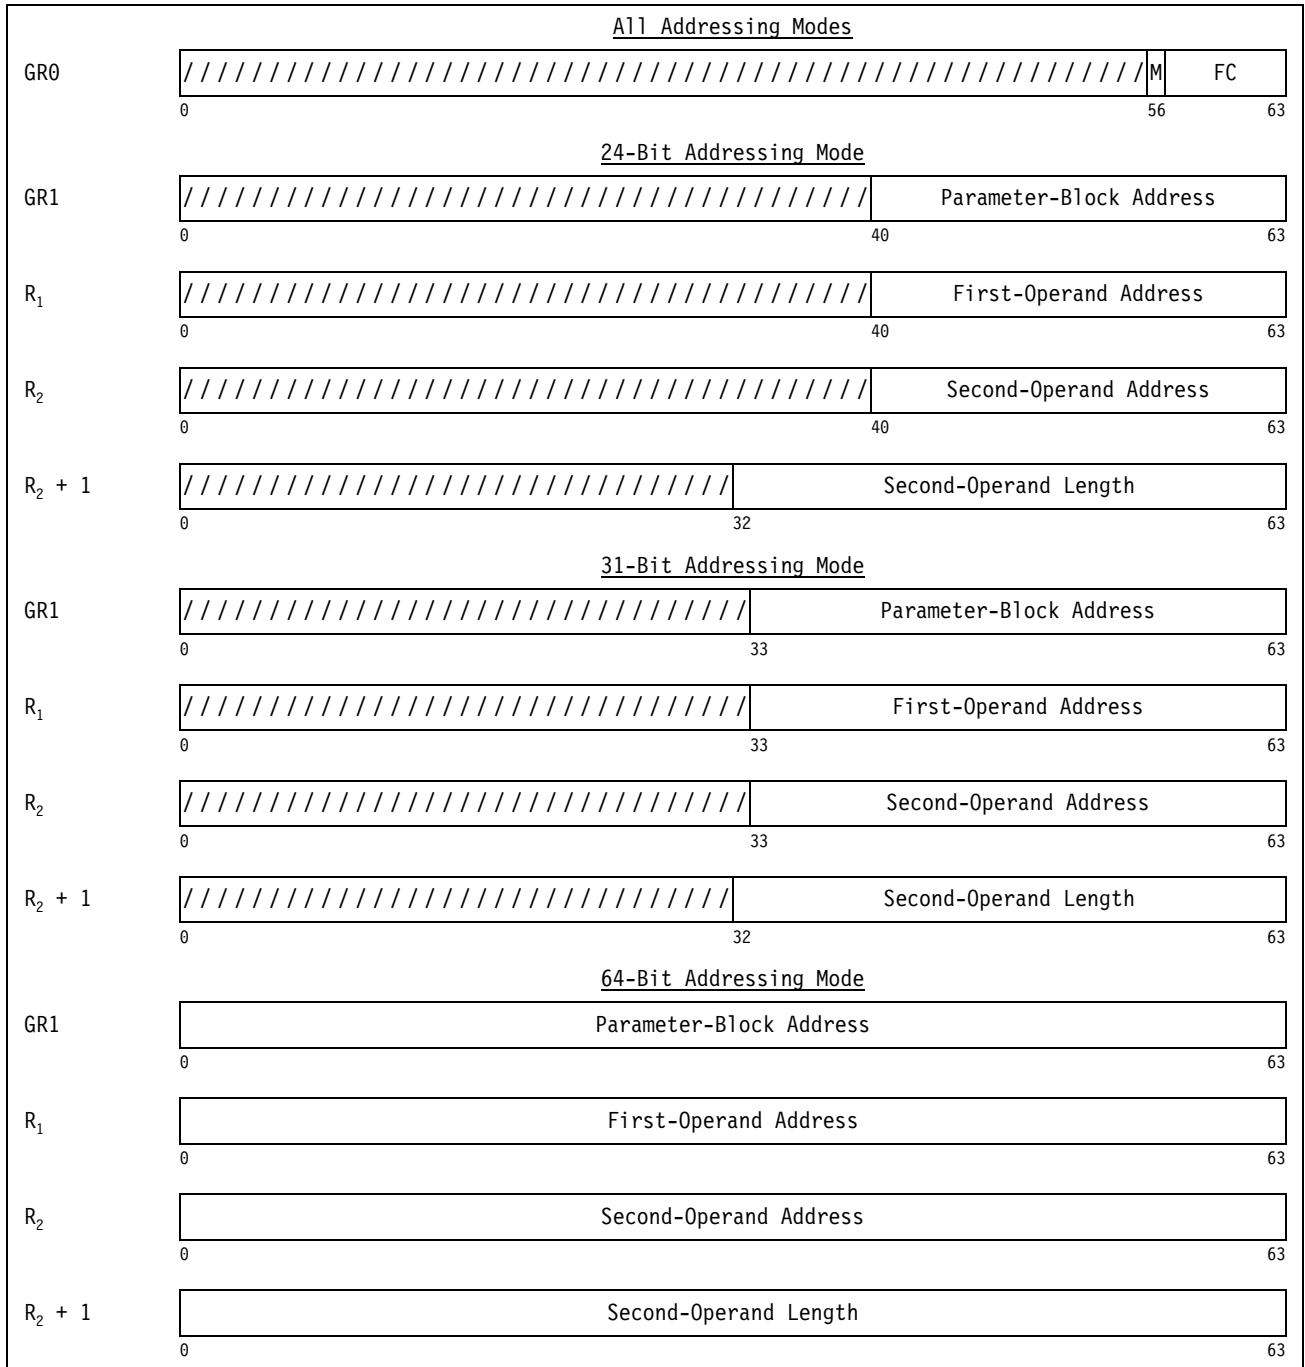 All Addressing Modes
GR0 //////////////////////////////////////////////////////// M FC
0 56 63
24-Bit Addressing Mode
GR1 //////////////////////////////////////// Parameter-Block Address
0 40 63
R₁ //////////////////////////////////////// First-Operand Address
0 40 63
R₂ //////////////////////////////////////// Second-Operand Address
0 40 63
R₂ + 1 //////////////////////////////// Second-Operand Length
0 32 63
31-Bit Addressing Mode
GR1 ///////////////////////////////// Parameter-Block Address
0 33 63
R₁ ///////////////////////////////// First-Operand Address
0 33 63
R₂ ///////////////////////////////// Second-Operand Address
0 33 63
R₂ + 1 //////////////////////////////// Second-Operand Length
0 32 63
64-Bit Addressing Mode
GR1 Parameter-Block Address
0 63
R₁ First-Operand Address
0 63
R₂ Second-Operand Address
0 63
R₂ + 1 Second-Operand Length
0 63